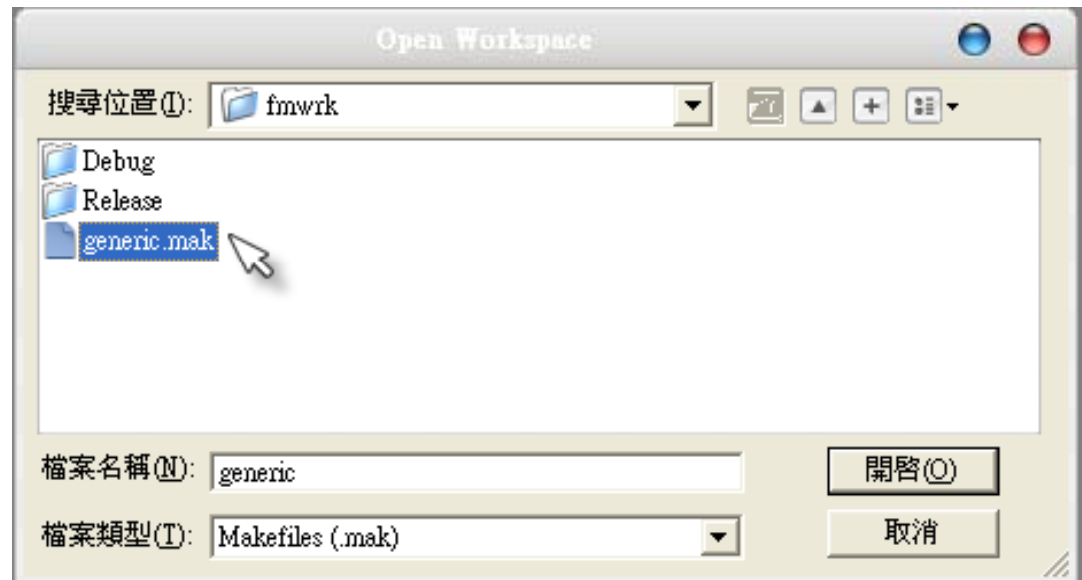 Open Workspace
搜尋位置(I): fmwrk
Debug
Release
generic.mak
檔案名稱(N): generic 開啓(O)
檔案類型(T): Makefiles (.mak) 取消